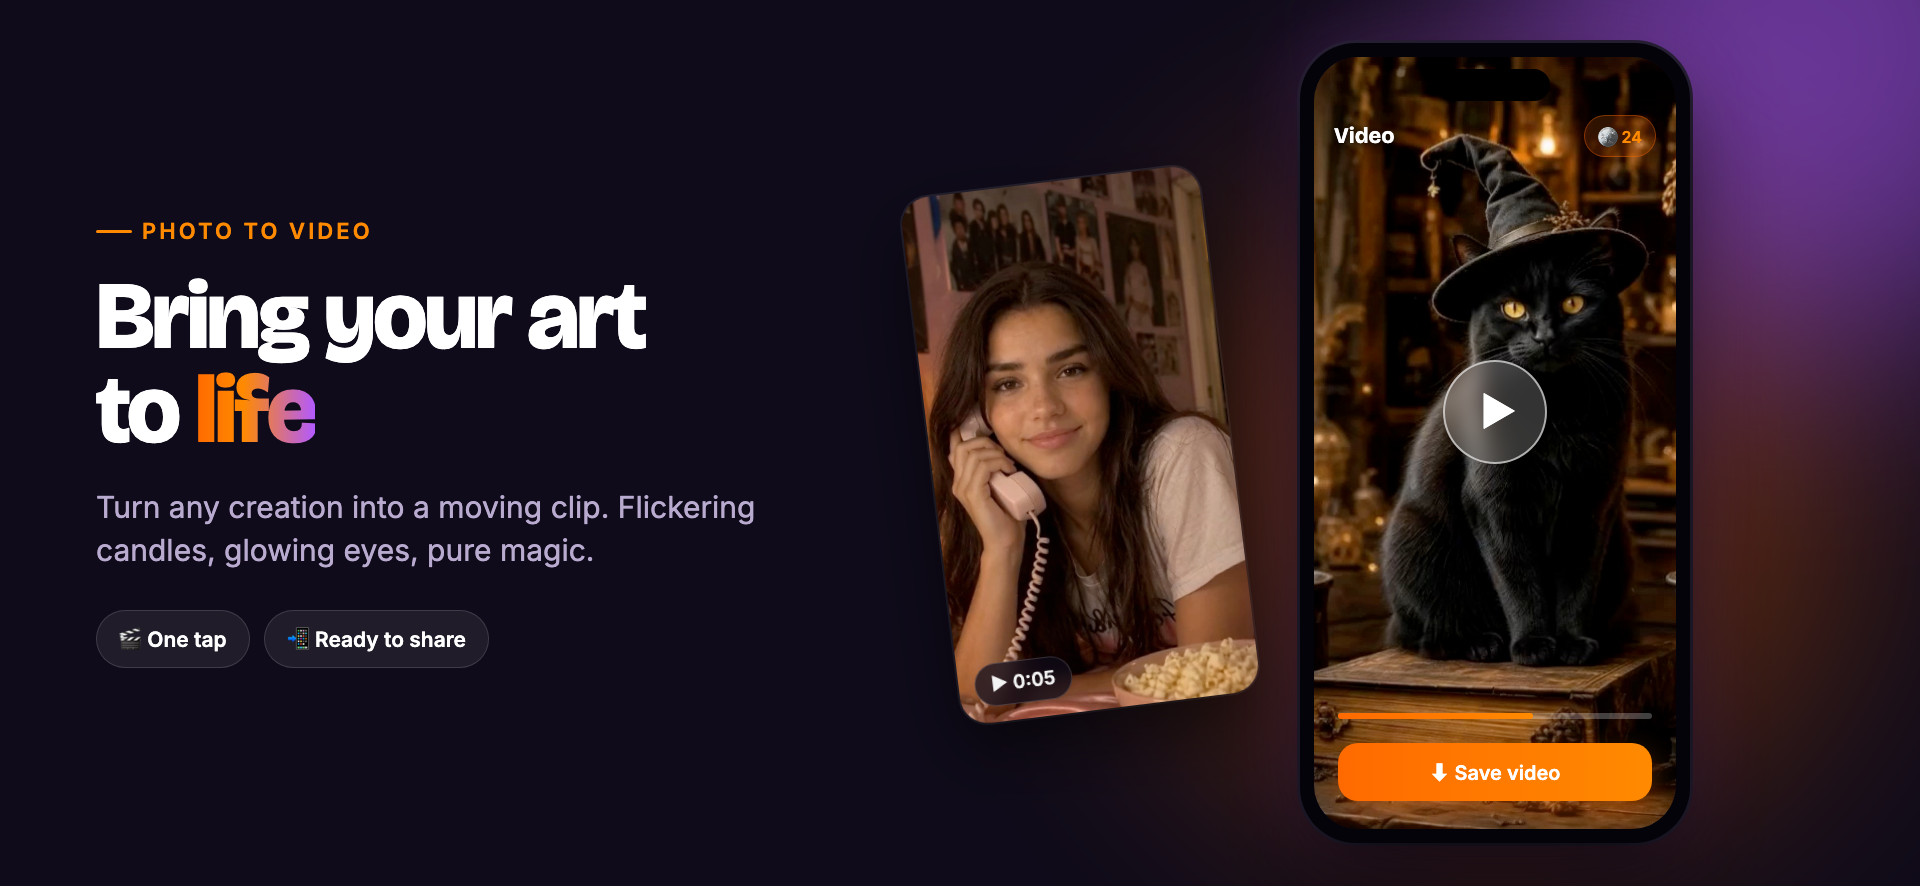 PHOTO TO VIDEO
Bring your art
to life
Turn any creation into a moving clip. Flickering
candles, glowing eyes, pure magic.
🎬 One tap
📲 Ready to share
▶ 0:05
Video
24
⬇ Save video